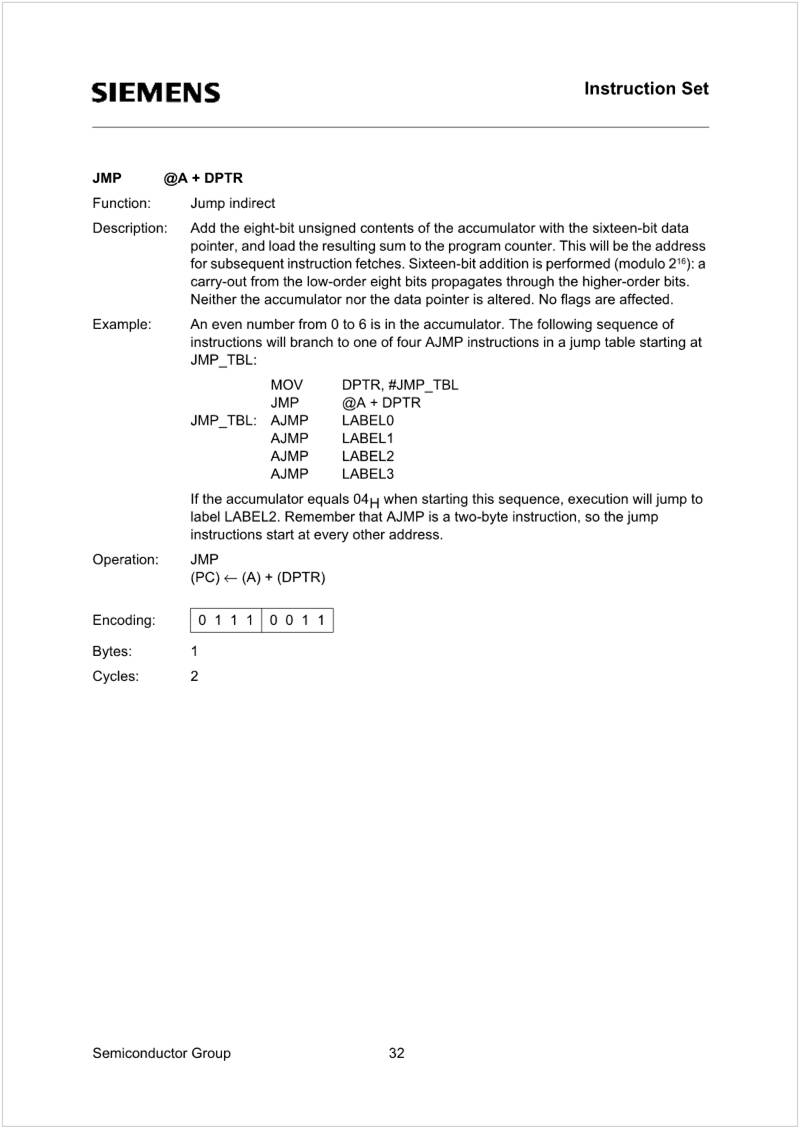 SIEMENS
Instruction Set
JMP @A + DPTR
Function: Jump indirect
Description: Add the eight-bit unsigned contents of the accumulator with the sixteen-bit data
pointer, and load the resulting sum to the program counter. This will be the address
for subsequent instruction fetches. Sixteen-bit addition is performed (modulo 2¹⁶): a
carry-out from the low-order eight bits propagates through the higher-order bits.
Neither the accumulator nor the data pointer is altered. No flags are affected.
Example: An even number from 0 to 6 is in the accumulator. The following sequence of
instructions will branch to one of four AJMP instructions in a jump table starting at
JMP_TBL:
MOV DPTR, #JMP_TBL
JMP @A + DPTR
JMP_TBL: AJMP LABEL0
AJMP LABEL1
AJMP LABEL2
AJMP LABEL3
If the accumulator equals 04H when starting this sequence, execution will jump to
label LABEL2. Remember that AJMP is a two-byte instruction, so the jump
instructions start at every other address.
Operation: JMP
(PC) ← (A) + (DPTR)
Encoding: 0 1 1 1 0 0 1 1
Bytes: 1
Cycles: 2
Semiconductor Group 32